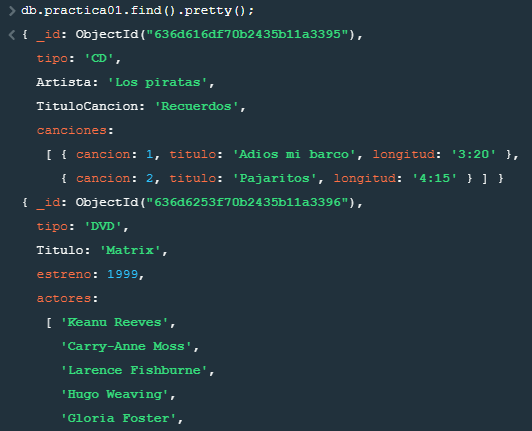 > db.practica01.find().pretty();
< { _id: ObjectId("636d616df70b2435b11a3395"),
tipo: 'CD',
Artista: 'Los piratas',
TituloCancion: 'Recuerdos',
canciones:
[ { cancion: 1, titulo: 'Adios mi barco', longitud: '3:20' },
{ cancion: 2, titulo: 'Pajaritos', longitud: '4:15' } ] }
{ _id: ObjectId("636d6253f70b2435b11a3396"),
tipo: 'DVD',
Titulo: 'Matrix',
estreno: 1999,
actores:
[ 'Keanu Reeves',
'Carry-Anne Moss',
'Larence Fishburne',
'Hugo Weaving',
'Gloria Foster',